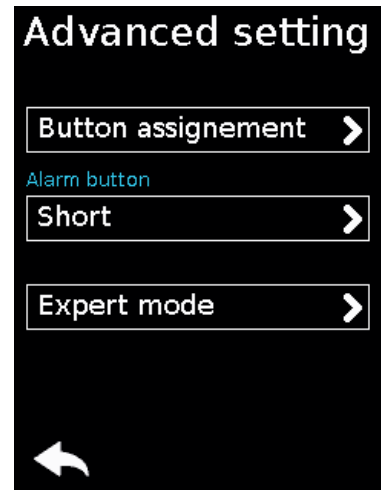 Advanced setting
Button assignement
Alarm button
Short
Expert mode